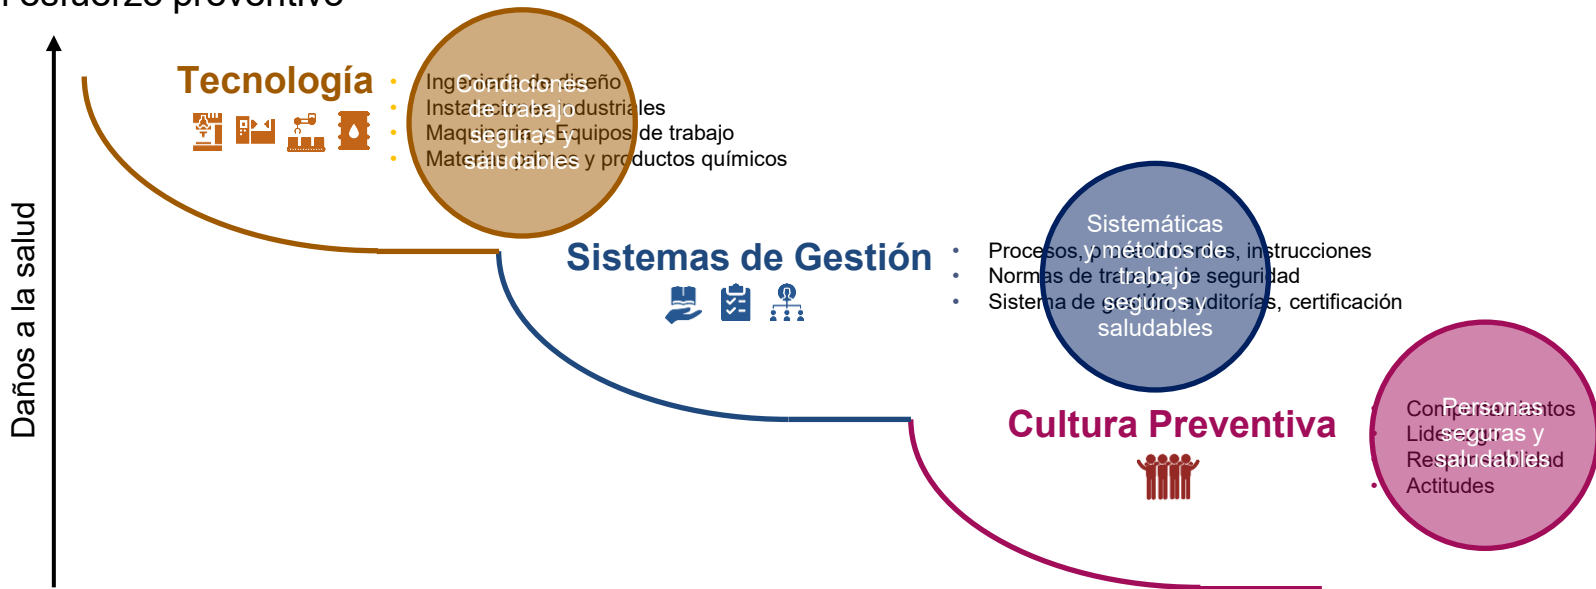 esfuerzo preventivo
Tecnología
• Ingeniería de diseño
• Instalaciones industriales
• Maquinaria y Equipos de trabajo
• Materias primas y productos químicos
Condiciones
de trabajo
seguras y
saludables
Daños a la salud
Sistemas de Gestión
• Procesos, procedimientos, instrucciones
• Normas de trabajo, de seguridad
• Sistema de gestión, auditorías, certificación
Sistemáticas
y métodos de
trabajo
seguros y
saludables
Cultura Preventiva
• Comportamientos
• Liderazgo
• Responsabilidad
• Actitudes
Personas
seguras y
saludables